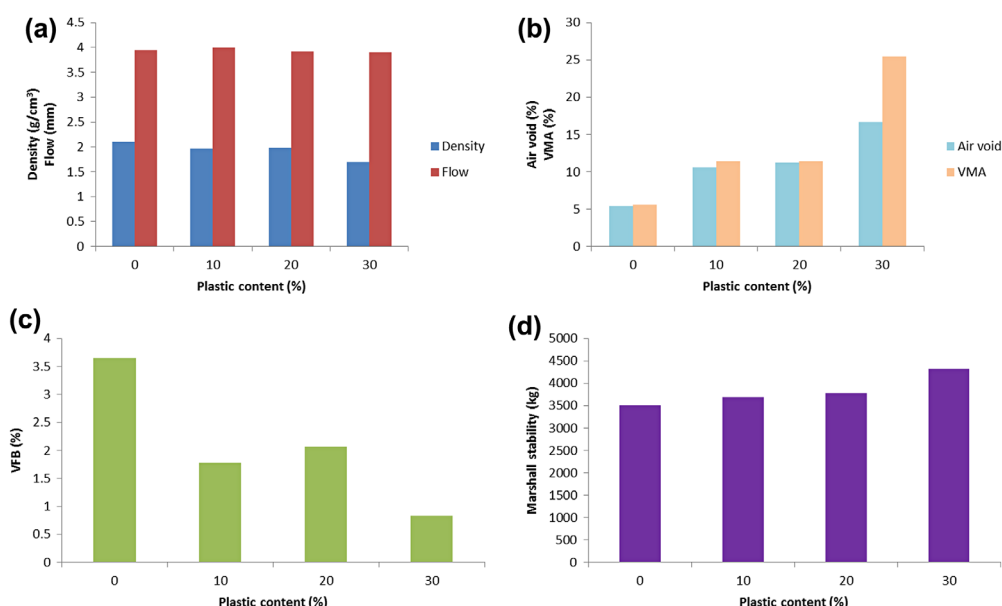 (a)
4.5
4
3.5
3
2.5
2
1.5
1
0.5
0
Density (g/cm³)
Flow (mm)
0 10 20 30
Plastic content (%)
Density
Flow
(b)
30
25
20
15
10
5
0
Air void (%)
VMA (%)
0 10 20 30
Plastic content (%)
Air void
VMA
(c)
4
3.5
3
2.5
2
1.5
1
0.5
0
VFB (%)
0 10 20 30
Plastic content (%)
(d)
5000
4500
4000
3500
3000
2500
2000
1500
1000
500
0
Marshall stability (kg)
0 10 20 30
Plastic content (%)